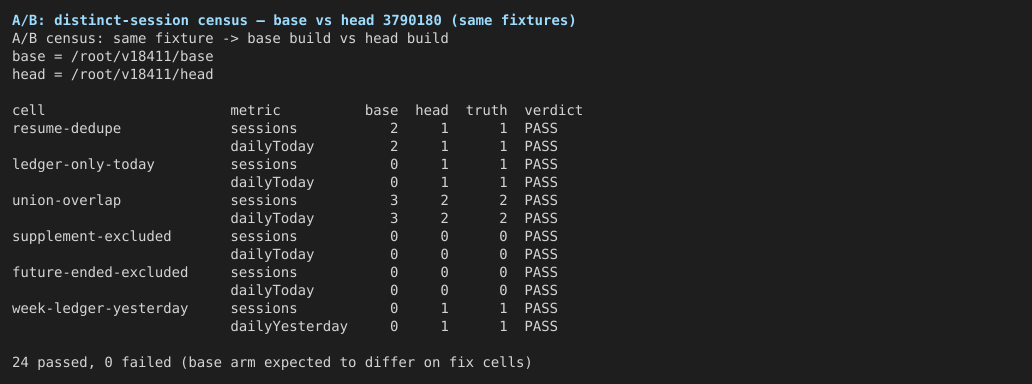 A/B: distinct-session census — base vs head 3790180 (same fixtures)
A/B census: same fixture -> base build vs head build
base = /root/v18411/base
head = /root/v18411/head
cell metric base head truth verdict
resume-dedupe sessions 2 1 1 PASS
dailyToday 2 1 1 PASS
ledger-only-today sessions 0 1 1 PASS
dailyToday 0 1 1 PASS
union-overlap sessions 3 2 2 PASS
dailyToday 3 2 2 PASS
supplement-excluded sessions 0 0 0 PASS
dailyToday 0 0 0 PASS
future-ended-excluded sessions 0 0 0 PASS
dailyToday 0 0 0 PASS
week-ledger-yesterday sessions 0 1 1 PASS
dailyYesterday 0 1 1 PASS
24 passed, 0 failed (base arm expected to differ on fix cells)